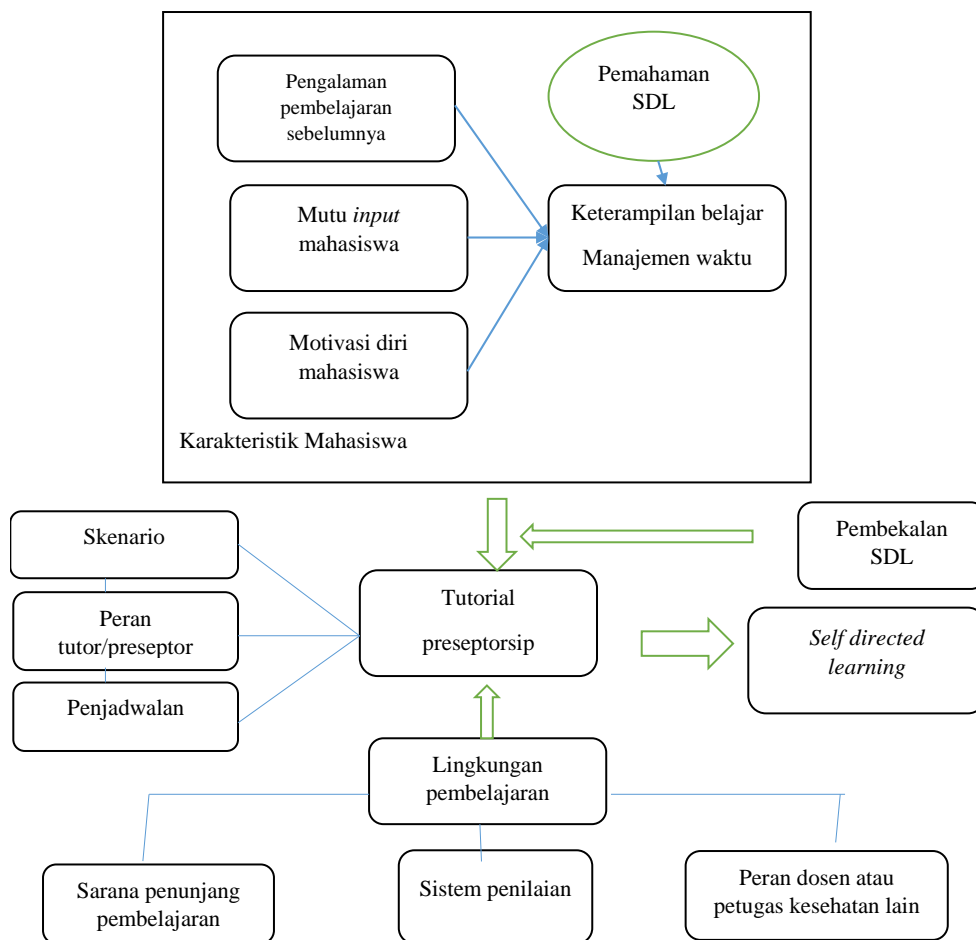 Pengalaman
pembelajaran
sebelumnya
Pemahaman
SDL
Mutu input
mahasiswa
Keterampilan belajar
Manajemen waktu
Motivasi diri
mahasiswa
Karakteristik Mahasiswa
Skenario
Pembekalan
SDL
Peran
tutor/preseptor
Tutorial
preseptorsip
Self directed
learning
Penjadwalan
Lingkungan
pembelajaran
Sarana penunjang
pembelajaran
Sistem penilaian
Peran dosen atau
petugas kesehatan lain